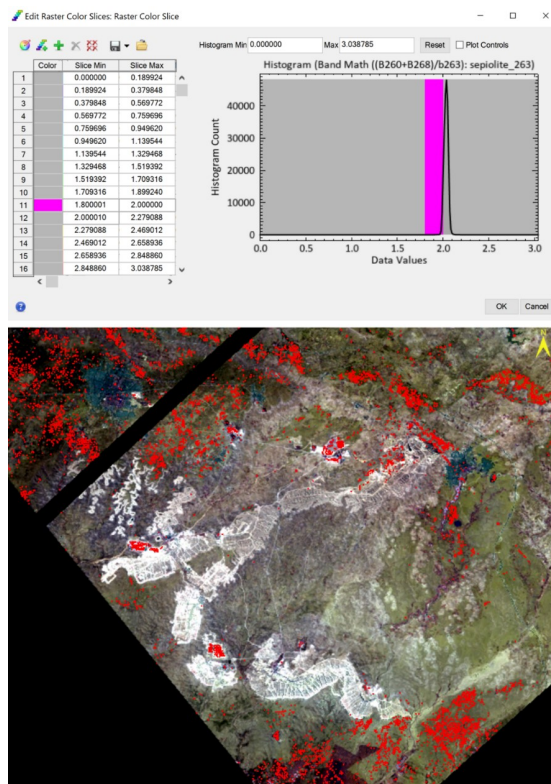 Edit Raster Color Slices: Raster Color Slice
Histogram Min 0.000000 Max 3.038785 Reset Plot Controls
Color Slice Min Slice Max
1 0.000000 0.189924
2 0.189924 0.379848
3 0.379848 0.569772
4 0.569772 0.759696
5 0.759696 0.949620
6 0.949620 1.139544
7 1.139544 1.329468
8 1.329468 1.519392
9 1.519392 1.709316
10 1.709316 1.899240
11 1.800001 2.000000
12 2.000010 2.279088
13 2.279088 2.469012
14 2.469012 2.658936
15 2.658936 2.848860
16 2.848860 3.038785
Histogram (Band Math ((B260+B268)/b263): sepiolite_263)
Histogram Count
40000
30000
20000
10000
0
0.0 0.5 1.0 1.5 2.0 2.5 3.0
Data Values
OK Cancel